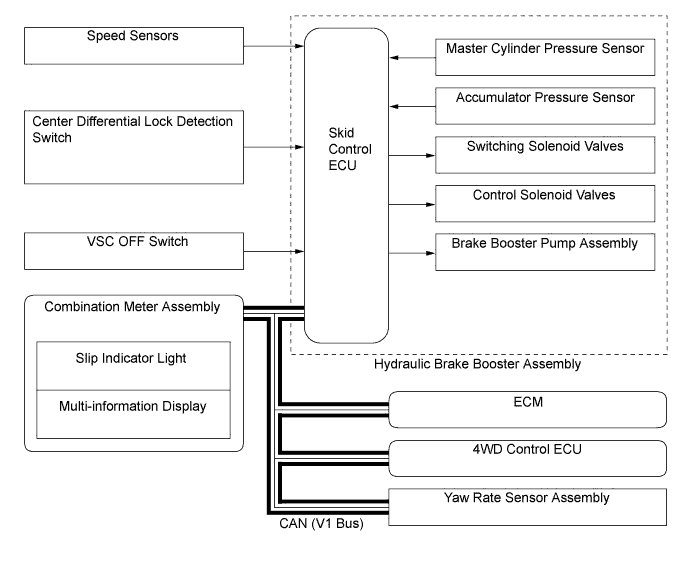 Speed Sensors
Master Cylinder Pressure Sensor
Accumulator Pressure Sensor
Center Differential Lock Detection
Switch
Skid
Control
ECU
Switching Solenoid Valves
Control Solenoid Valves
VSC OFF Switch
Brake Booster Pump Assembly
Combination Meter Assembly
Slip Indicator Light
Multi-information Display
Hydraulic Brake Booster Assembly
ECM
4WD Control ECU
Yaw Rate Sensor Assembly
CAN (V1 Bus)